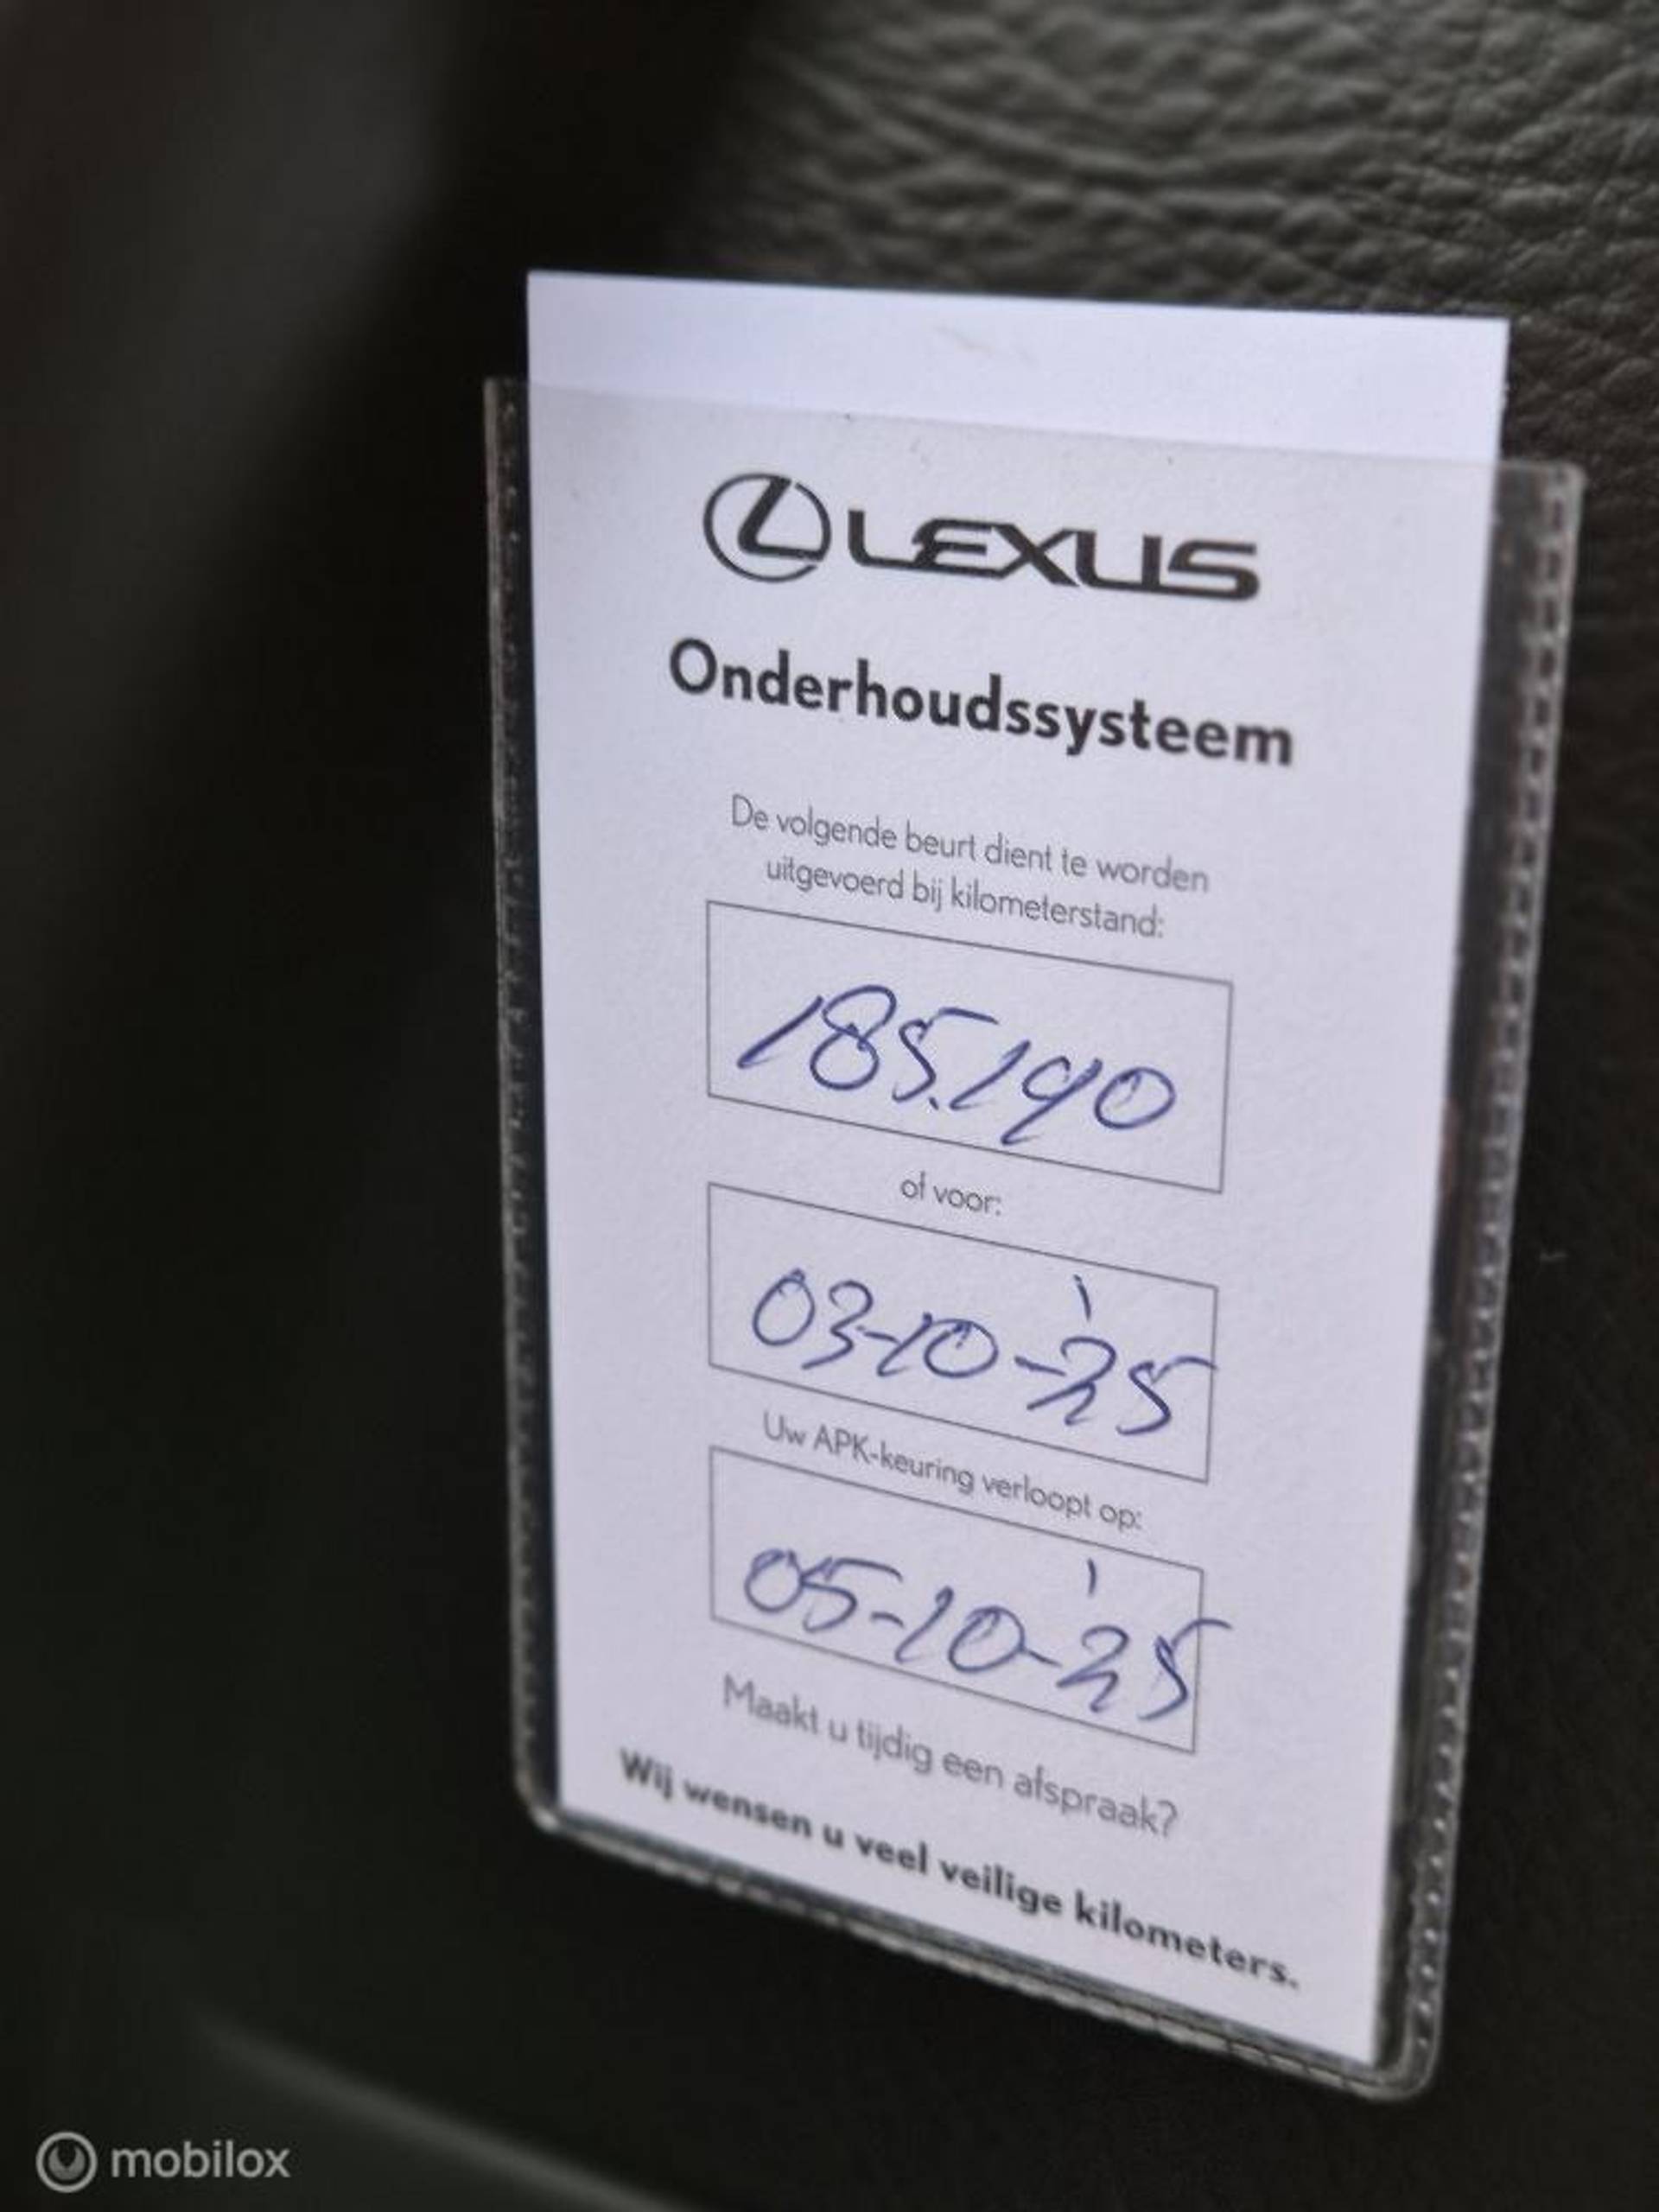 LEXUS
Onderhoudssysteem
De volgende beurt dient te worden
uitgevoerd bij kilometerstand:
185.190
of voor:
03-10-'25
Uw APK-keuring verloopt op:
05-10-'25
Maakt u tijdig een afspraak?
Wij wensen u veel veilige kilometers.
mobilox